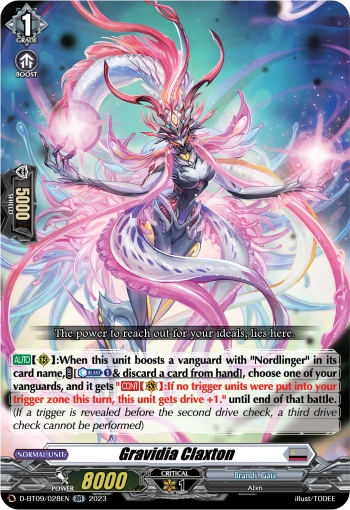 1
GRADE
BOOST
5000
SHIELD
The power to reach out for your ideals, lies here.
AUTO【R】:When this unit boosts a vanguard with "Nordlinger" in its
card name, [COUNTER BLAST 1 & discard a card from hand], choose one of your
vanguards, and it gets "CONT【V】:If no trigger units were put into your
trigger zone this turn, this unit gets drive +1." until end of that battle.
(If a trigger is revealed before the second drive check, a third drive
check cannot be performed)
NORMAL UNIT
Gravidia Claxton
POWER 8000
CRITICAL
1
Brandt Gate
Alien
D-BT09/028EN RR 2023
illust/TODEE